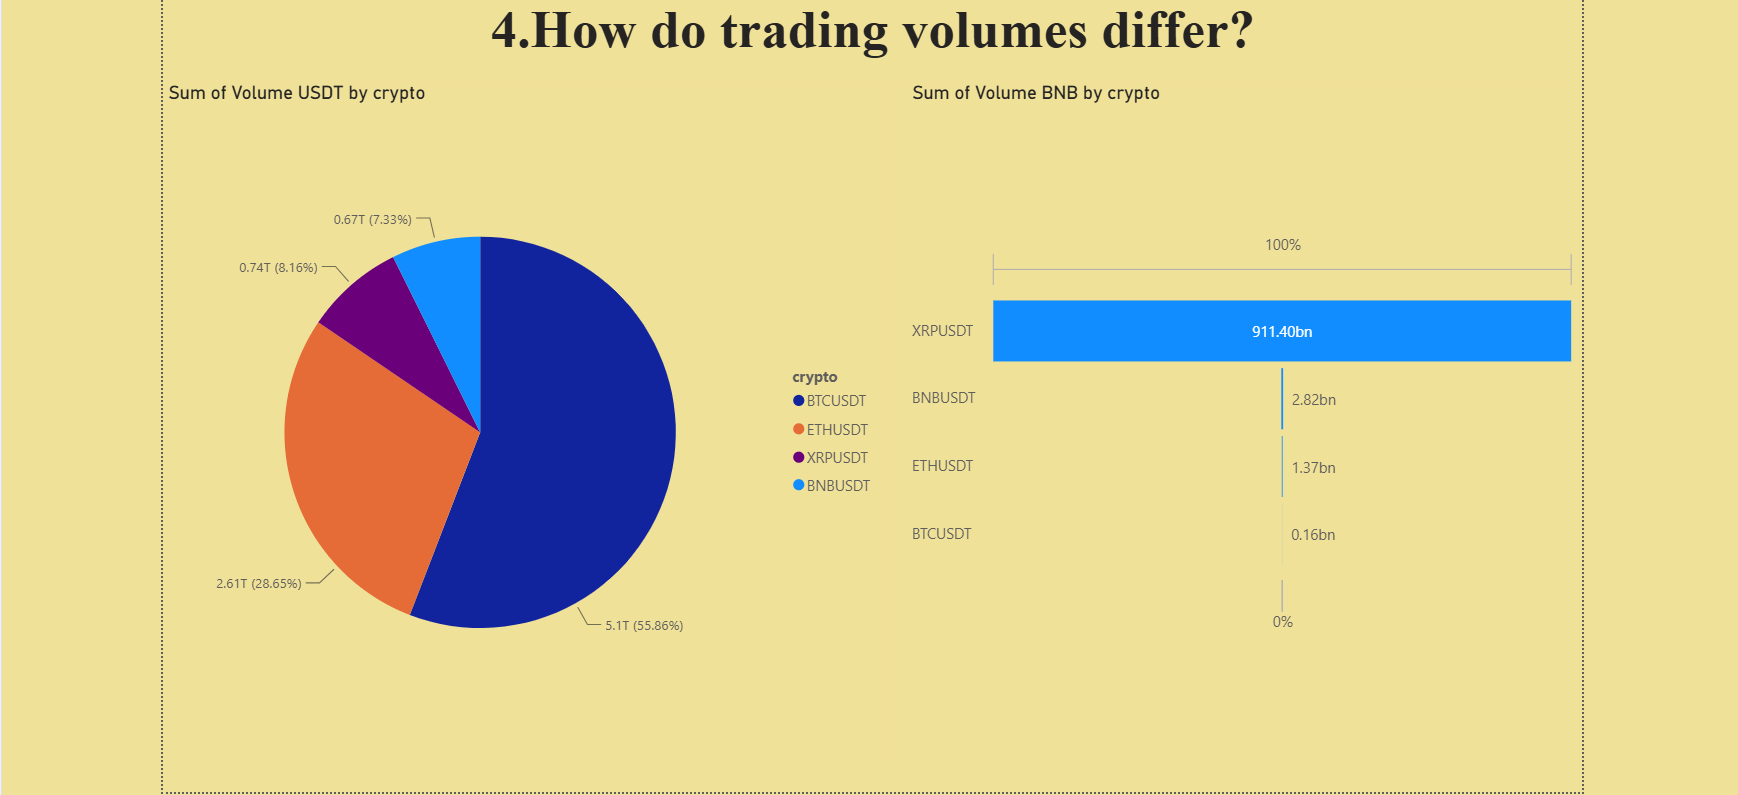 4.How do trading volumes differ?
Sum of Volume USDT by crypto
0.67T (7.33%)
0.74T (8.16%)
2.61T (28.65%)
5.1T (55.86%)
crypto
BTCUSDT
ETHUSDT
XRPUSDT
BNBUSDT
Sum of Volume BNB by crypto
100%
XRPUSDT 911.40bn
BNBUSDT 2.82bn
ETHUSDT 1.37bn
BTCUSDT 0.16bn
0%